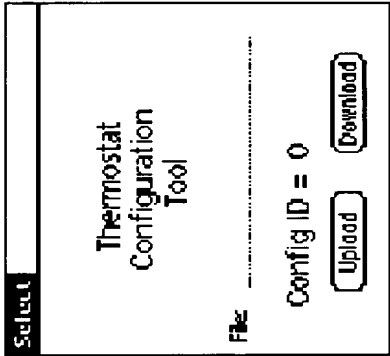 Select
Thermostat
Configuration
Tool
File:
Config ID = 0
Upload Download